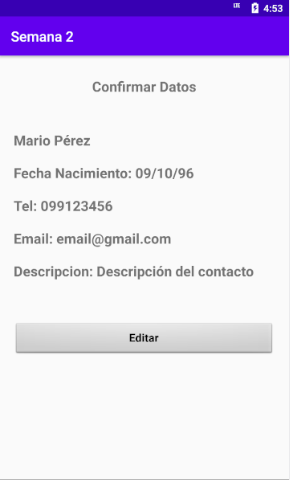 4:53
Semana 2
Confirmar Datos
Mario Pérez
Fecha Nacimiento: 09/10/96
Tel: 099123456
Email: email@gmail.com
Descripcion: Descripción del contacto
Editar